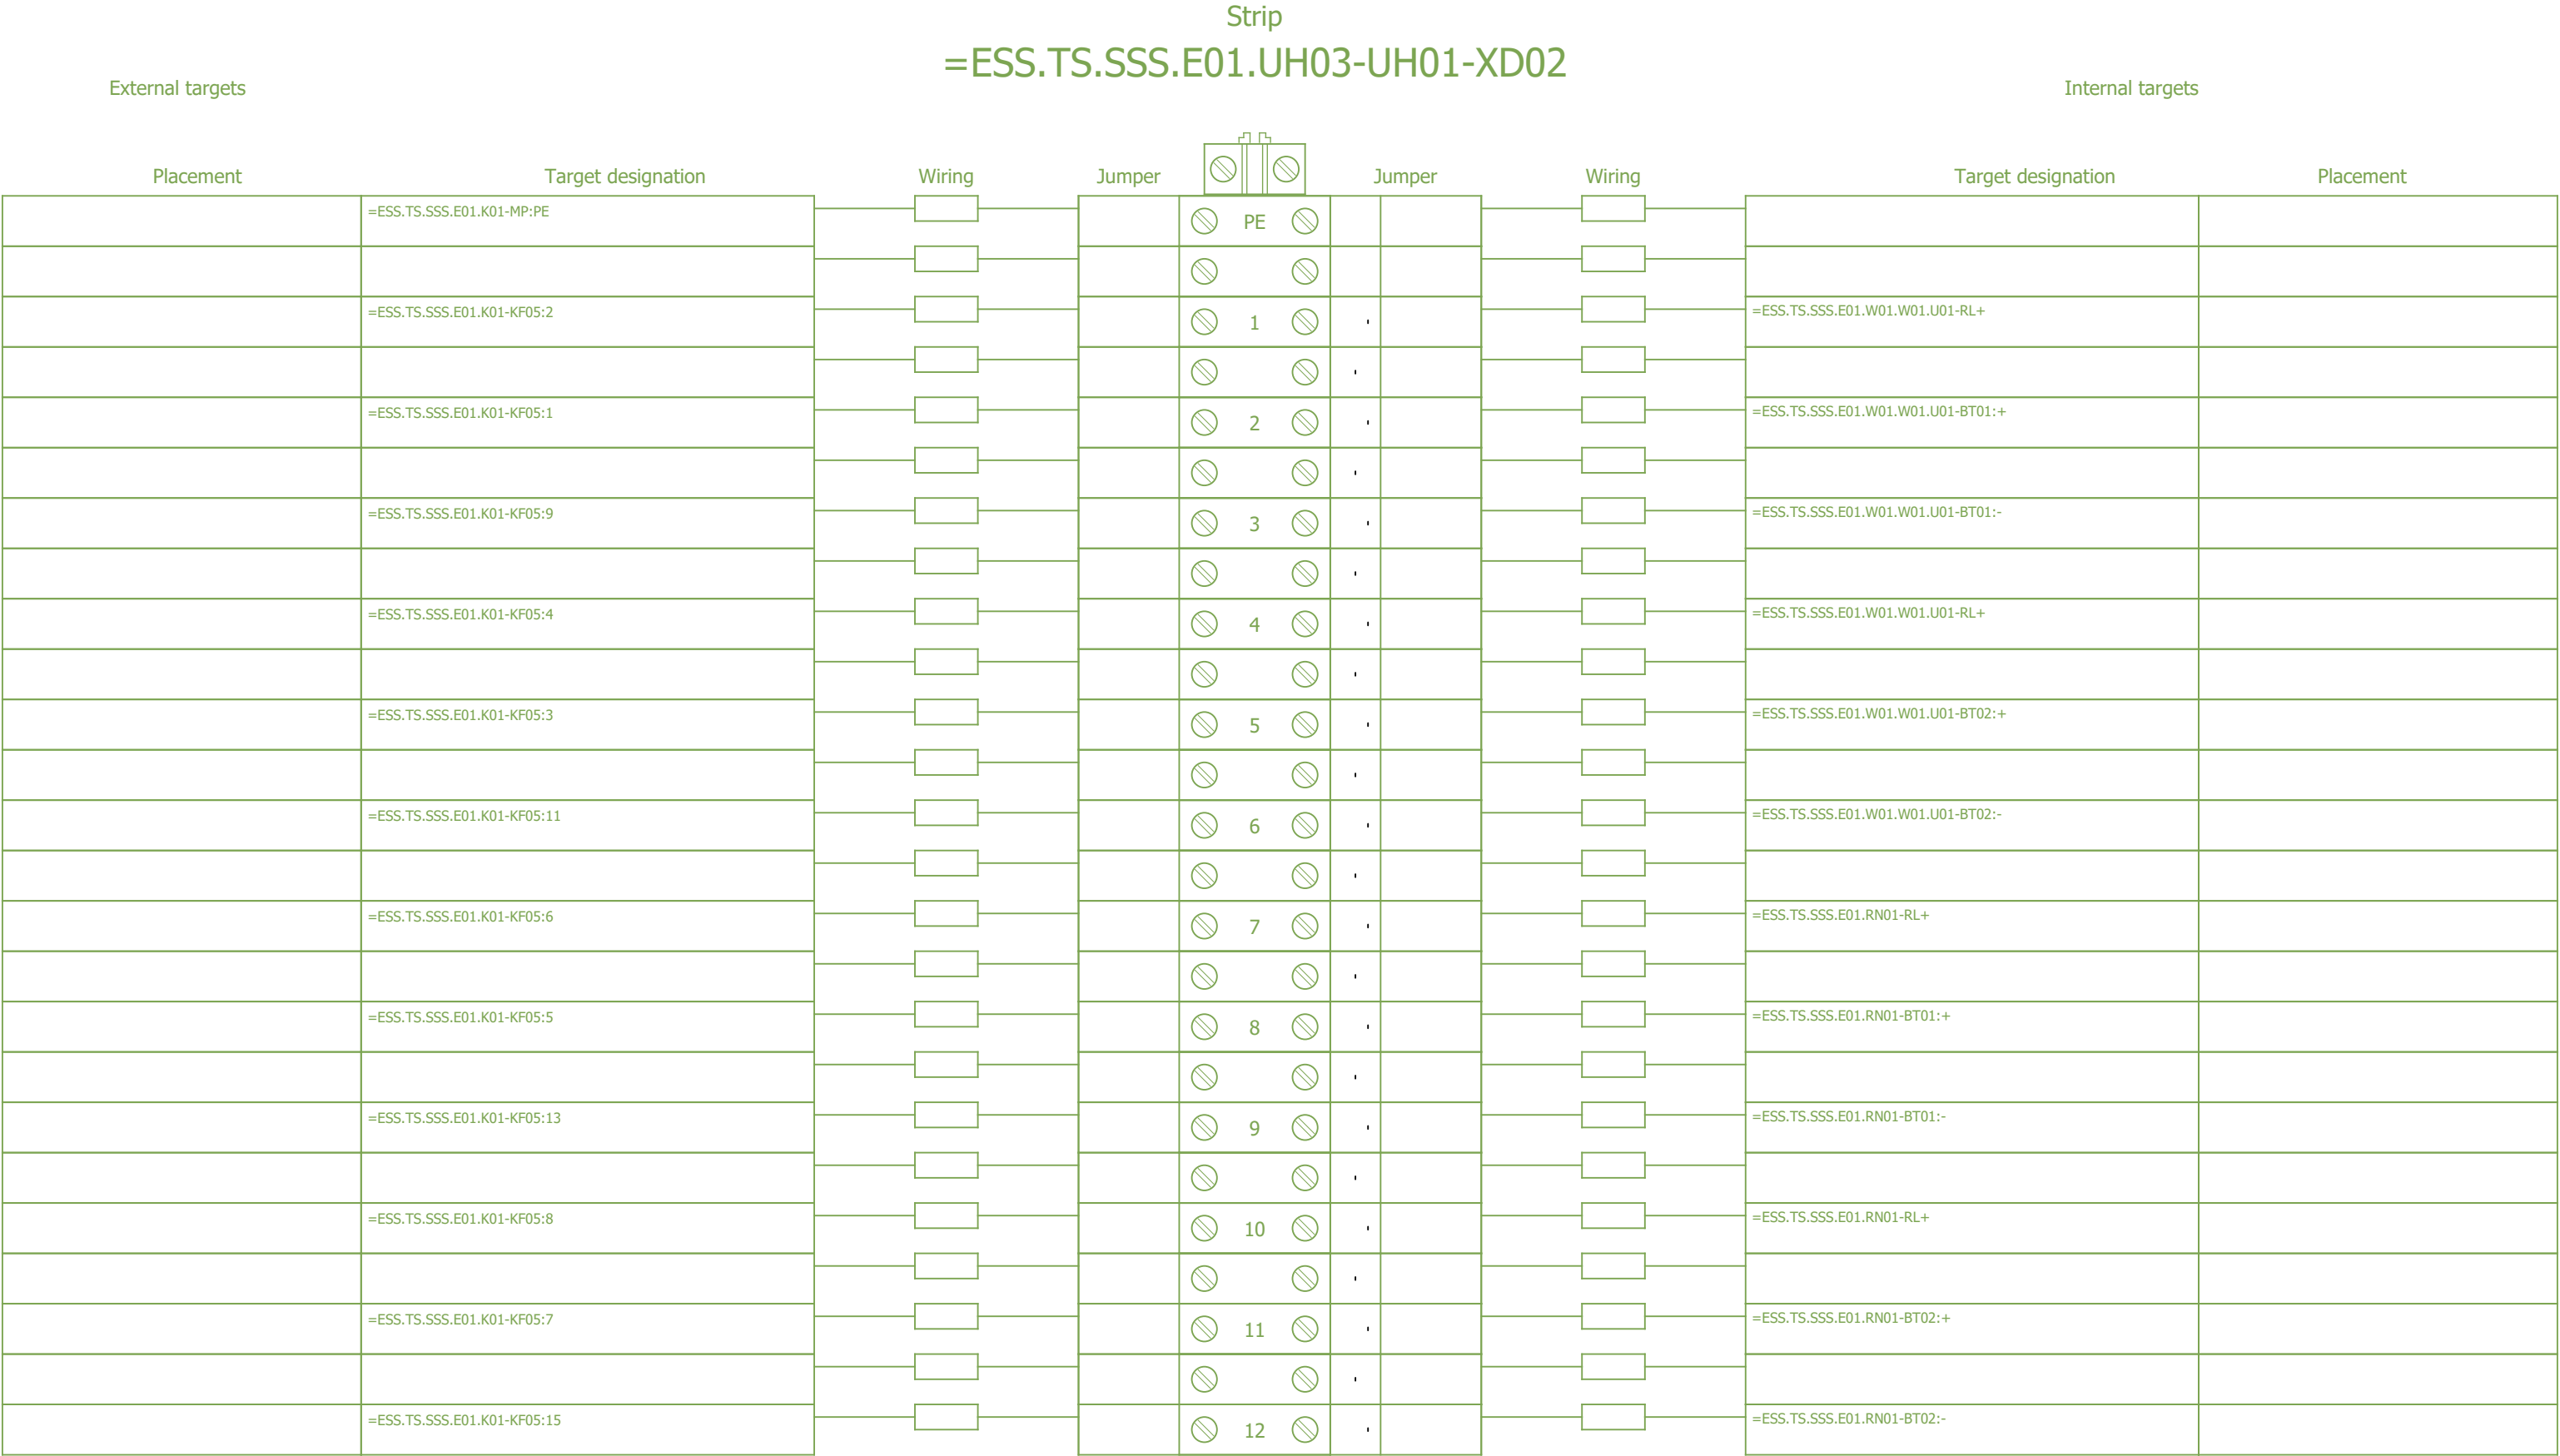 Strip
=ESS.TS.SSS.E01.UH03-UH01-XD02
External targets Internal targets
Placement Target designation Wiring Jumper Jumper Wiring Target designation Placement
=ESS.TS.SSS.E01.K01-MP:PE PE
=ESS.TS.SSS.E01.K01-KF05:2 1 =ESS.TS.SSS.E01.W01.W01.U01-RL+
=ESS.TS.SSS.E01.K01-KF05:1 2 =ESS.TS.SSS.E01.W01.W01.U01-BT01:+
=ESS.TS.SSS.E01.K01-KF05:9 3 =ESS.TS.SSS.E01.W01.W01.U01-BT01:-
=ESS.TS.SSS.E01.K01-KF05:4 4 =ESS.TS.SSS.E01.W01.W01.U01-RL+
=ESS.TS.SSS.E01.K01-KF05:3 5 =ESS.TS.SSS.E01.W01.W01.U01-BT02:+
=ESS.TS.SSS.E01.K01-KF05:11 6 =ESS.TS.SSS.E01.W01.W01.U01-BT02:-
=ESS.TS.SSS.E01.K01-KF05:6 7 =ESS.TS.SSS.E01.RN01-RL+
=ESS.TS.SSS.E01.K01-KF05:5 8 =ESS.TS.SSS.E01.RN01-BT01:+
=ESS.TS.SSS.E01.K01-KF05:13 9 =ESS.TS.SSS.E01.RN01-BT01:-
=ESS.TS.SSS.E01.K01-KF05:8 10 =ESS.TS.SSS.E01.RN01-RL+
=ESS.TS.SSS.E01.K01-KF05:7 11 =ESS.TS.SSS.E01.RN01-BT02:+
=ESS.TS.SSS.E01.K01-KF05:15 12 =ESS.TS.SSS.E01.RN01-BT02:-